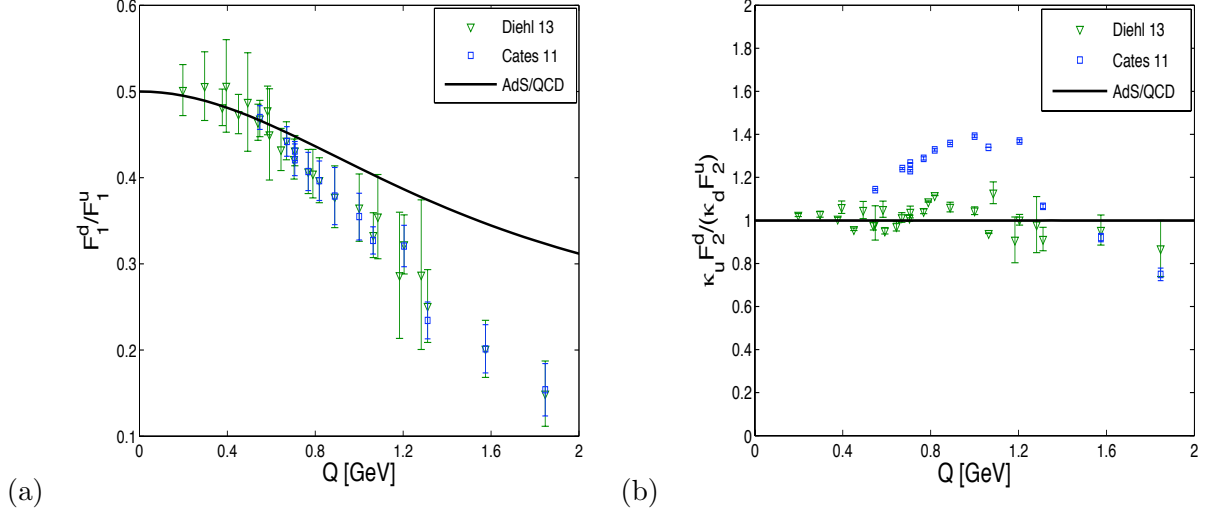 0.6
0.5
0.4
0.3
0.2
0.1
0
0.4
0.8
1.2
1.6
2
F₁ᵈ/F₁ᵘ
Q [GeV]
Diehl 13
Cates 11
AdS/QCD
(a)
2
1.8
1.6
1.4
1.2
1
0.8
0.6
0.4
0.2
0
0
0.4
0.8
1.2
1.6
2
κᵤF₂ᵈ/(κ_dF₂ᵘ)
Q [GeV]
Diehl 13
Cates 11
AdS/QCD
(b)